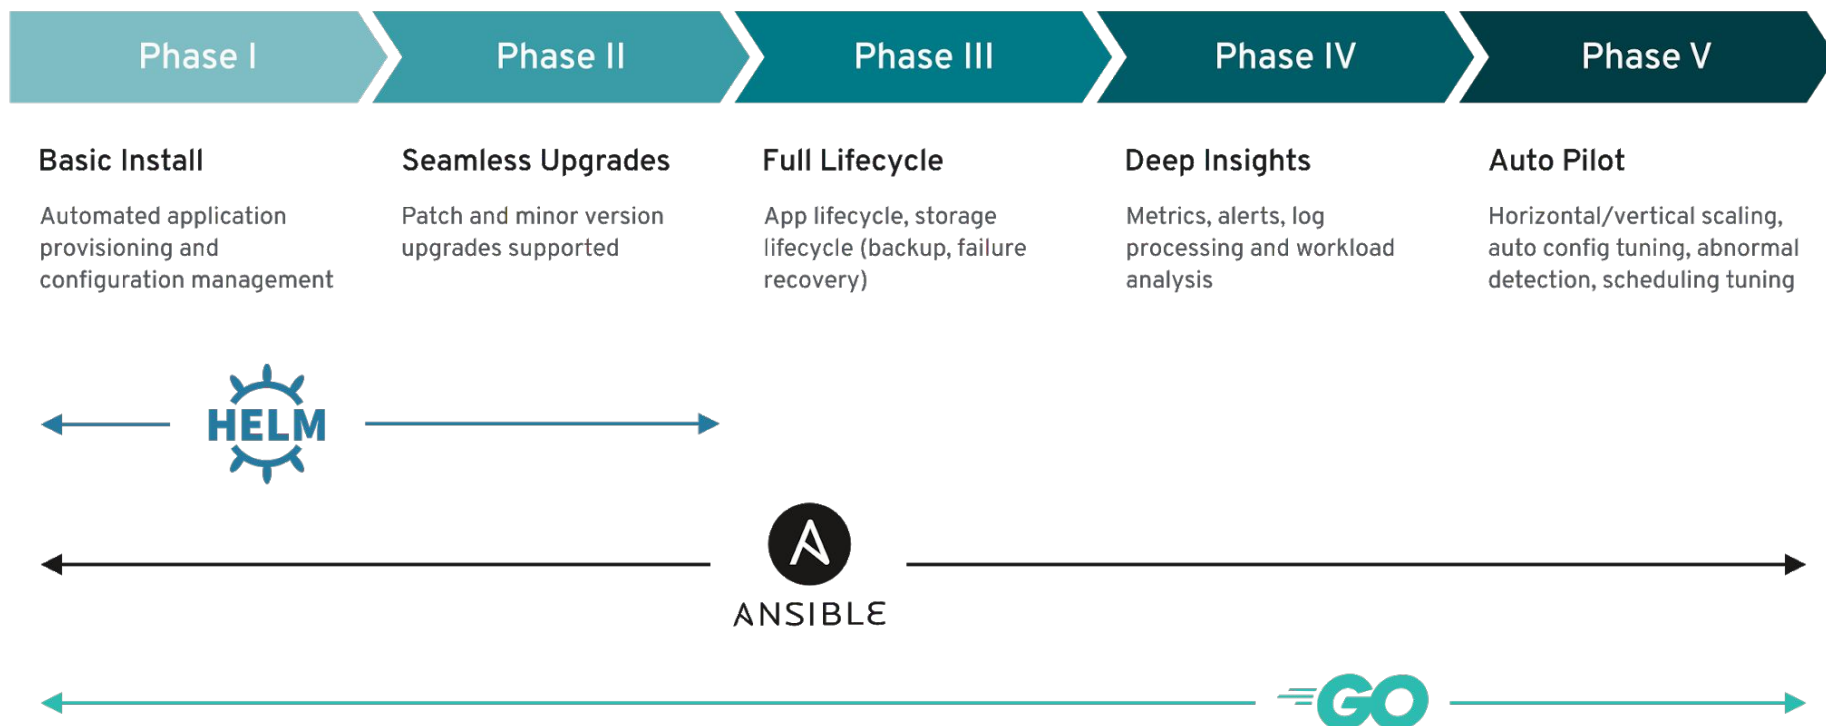 Phase I
Phase II
Phase III
Phase IV
Phase V
Basic Install
Automated application
provisioning and
configuration management
Seamless Upgrades
Patch and minor version
upgrades supported
Full Lifecycle
App lifecycle, storage
lifecycle (backup, failure
recovery)
Deep Insights
Metrics, alerts, log
processing and workload
analysis
Auto Pilot
Horizontal/vertical scaling,
auto config tuning, abnormal
detection, scheduling tuning
HELM
A
ANSIBLE
GO